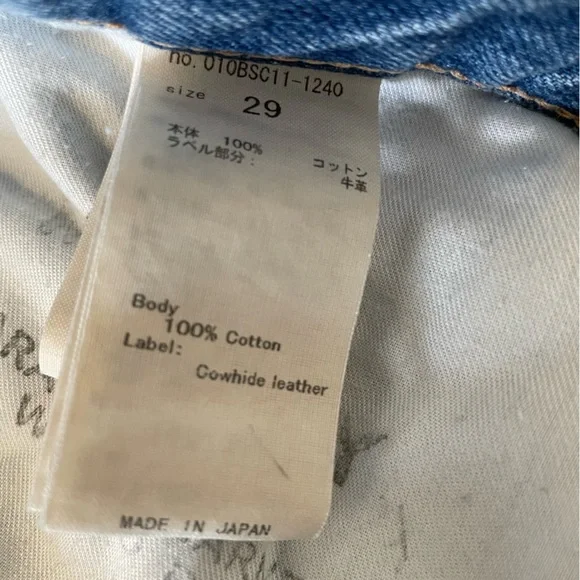 no. 010BSC11-1240
size 29
本体 100% コットン
ラベル部分: 牛革
Body
100% Cotton
Label:
Cowhide leather
MADE IN JAPAN